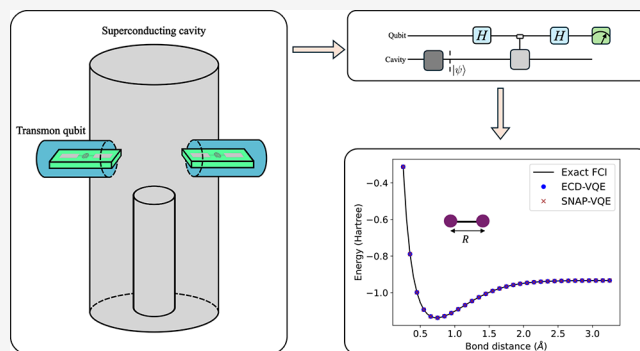 Superconducting cavity
Transmon qubit
Qubit
H
H
Cavity
|ψ⟩
Exact FCI
ECD-VQE
SNAP-VQE
R
Energy (Hartree)
−0.4
−0.6
−0.8
−1.0
0.5 1.0 1.5 2.0 2.5 3.0
Bond distance (Å)